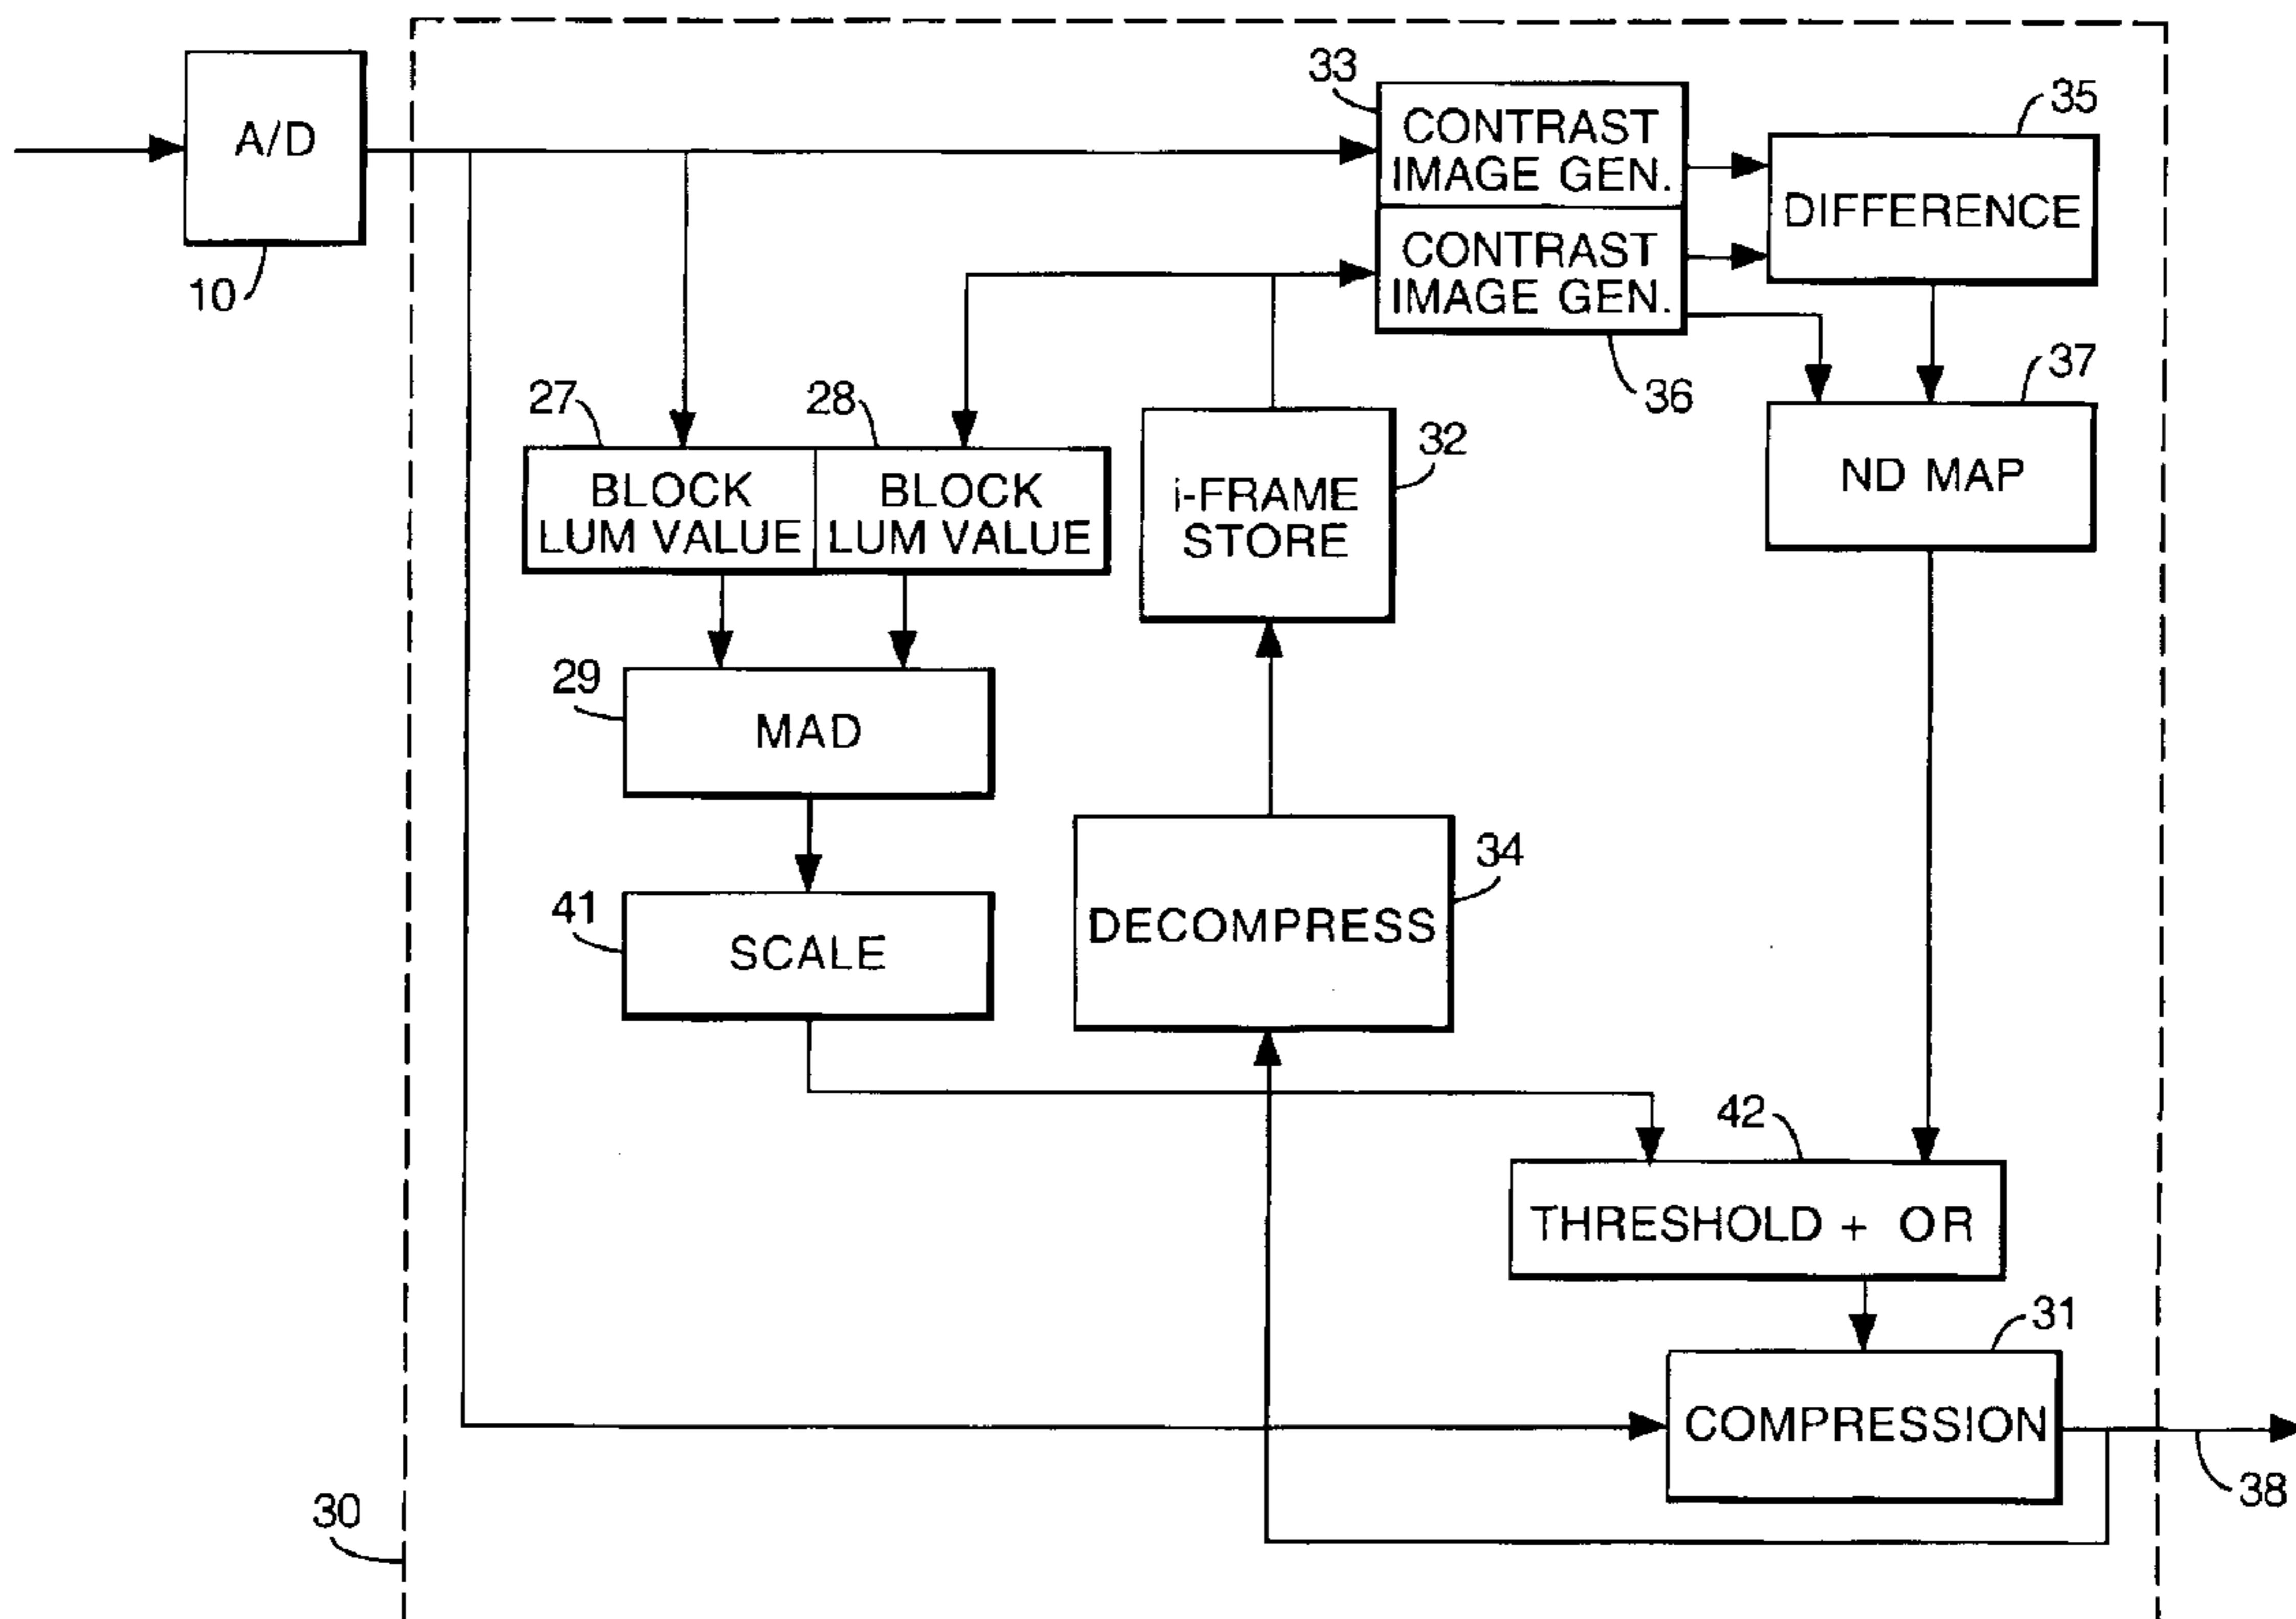 33
CONTRAST
IMAGE GEN.
35
A/D
DIFFERENCE
CONTRAST
IMAGE GEN.
10
36
37
27
28
32
BLOCK
LUM VALUE
BLOCK
LUM VALUE
i-FRAME
STORE
ND MAP
29
MAD
34
41
DECOMPRESS
SCALE
42
THRESHOLD + OR
31
COMPRESSION
38
30